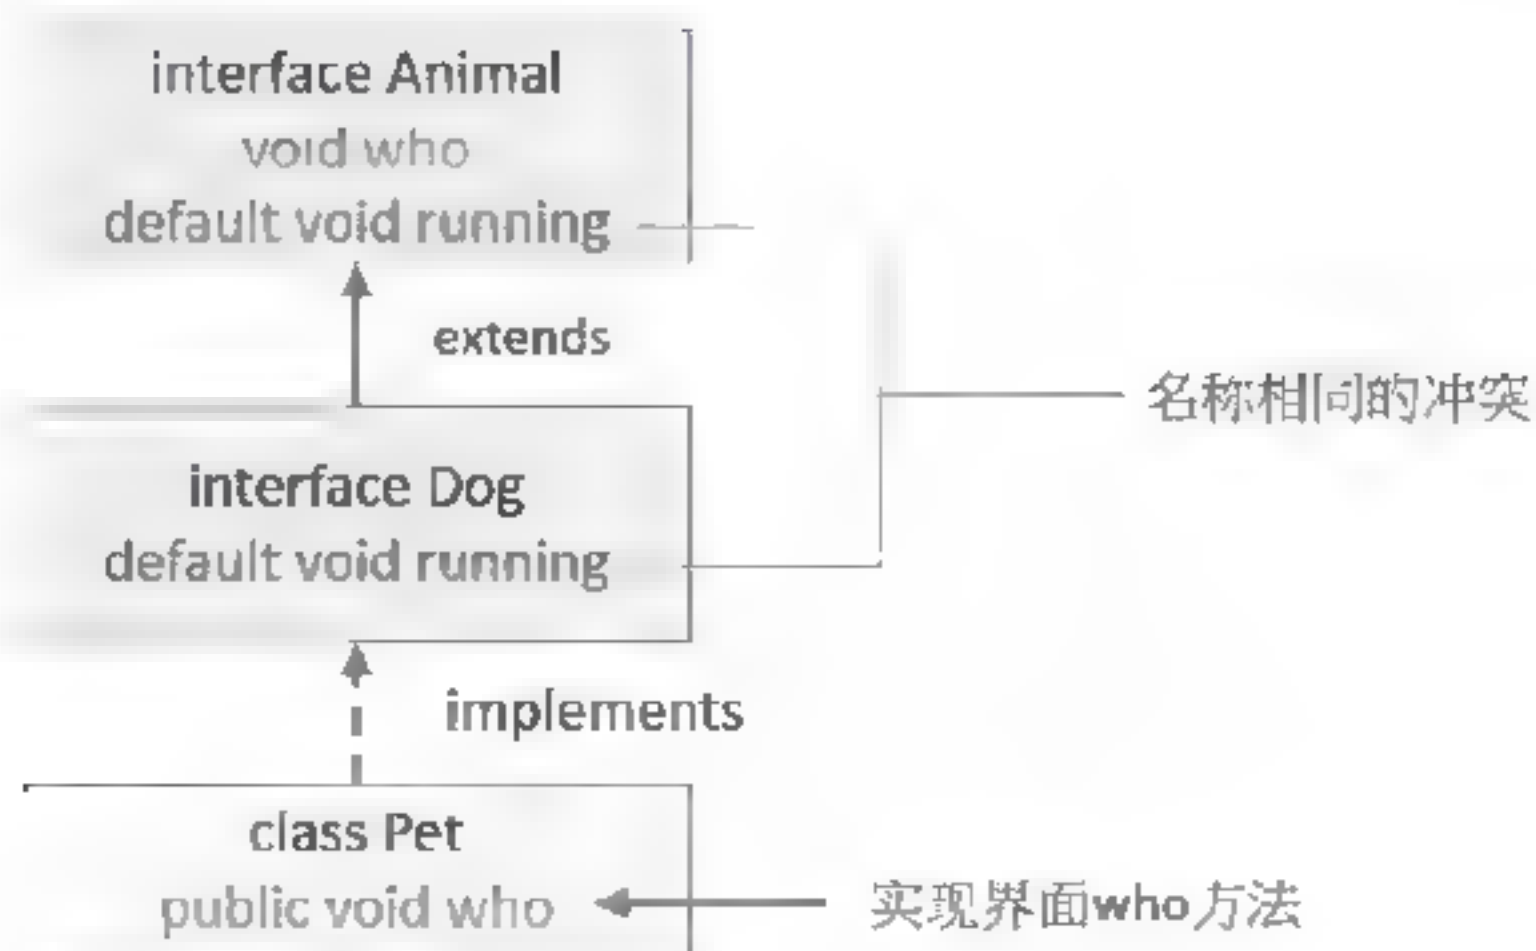 interface Animal
void who
default void running
extends
名称相同的冲突
interface Dog
default void running
implements
class Pet
public void who
实现界面who方法